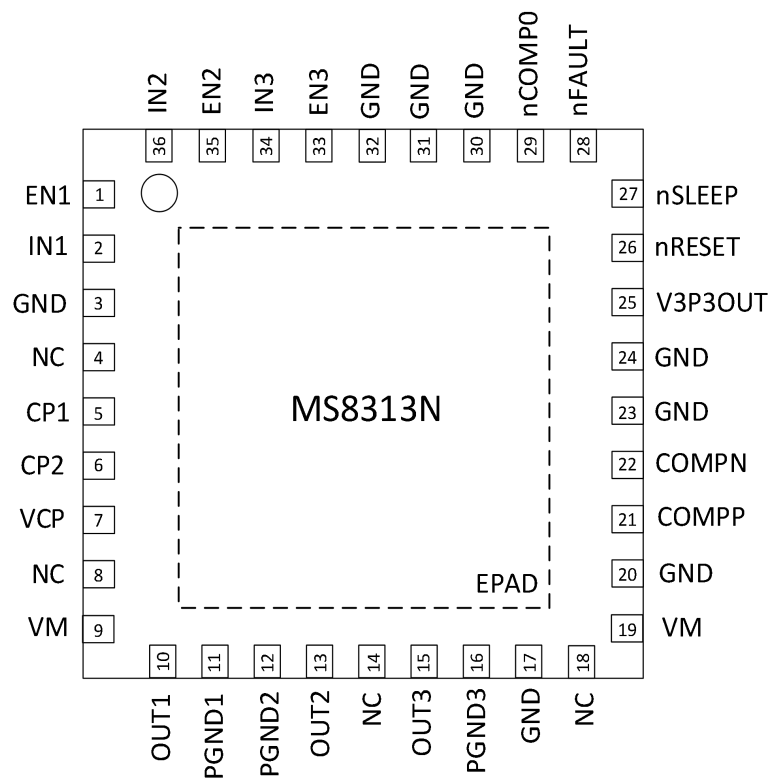 IN2 EN2 IN3 EN3 GND GND GND nCOMP0 nFAULT
36 35 34 33 32 31 30 29 28
EN1 1 27 nSLEEP
IN1 2 26 nRESET
GND 3 25 V3P3OUT
NC 4 24 GND
CP1 5 MS8313N 23 GND
CP2 6 22 COMPN
VCP 7 21 COMPP
NC 8 EPAD 20 GND
VM 9 19 VM
10 11 12 13 14 15 16 17 18
OUT1 PGND1 PGND2 OUT2 NC OUT3 PGND3 GND NC